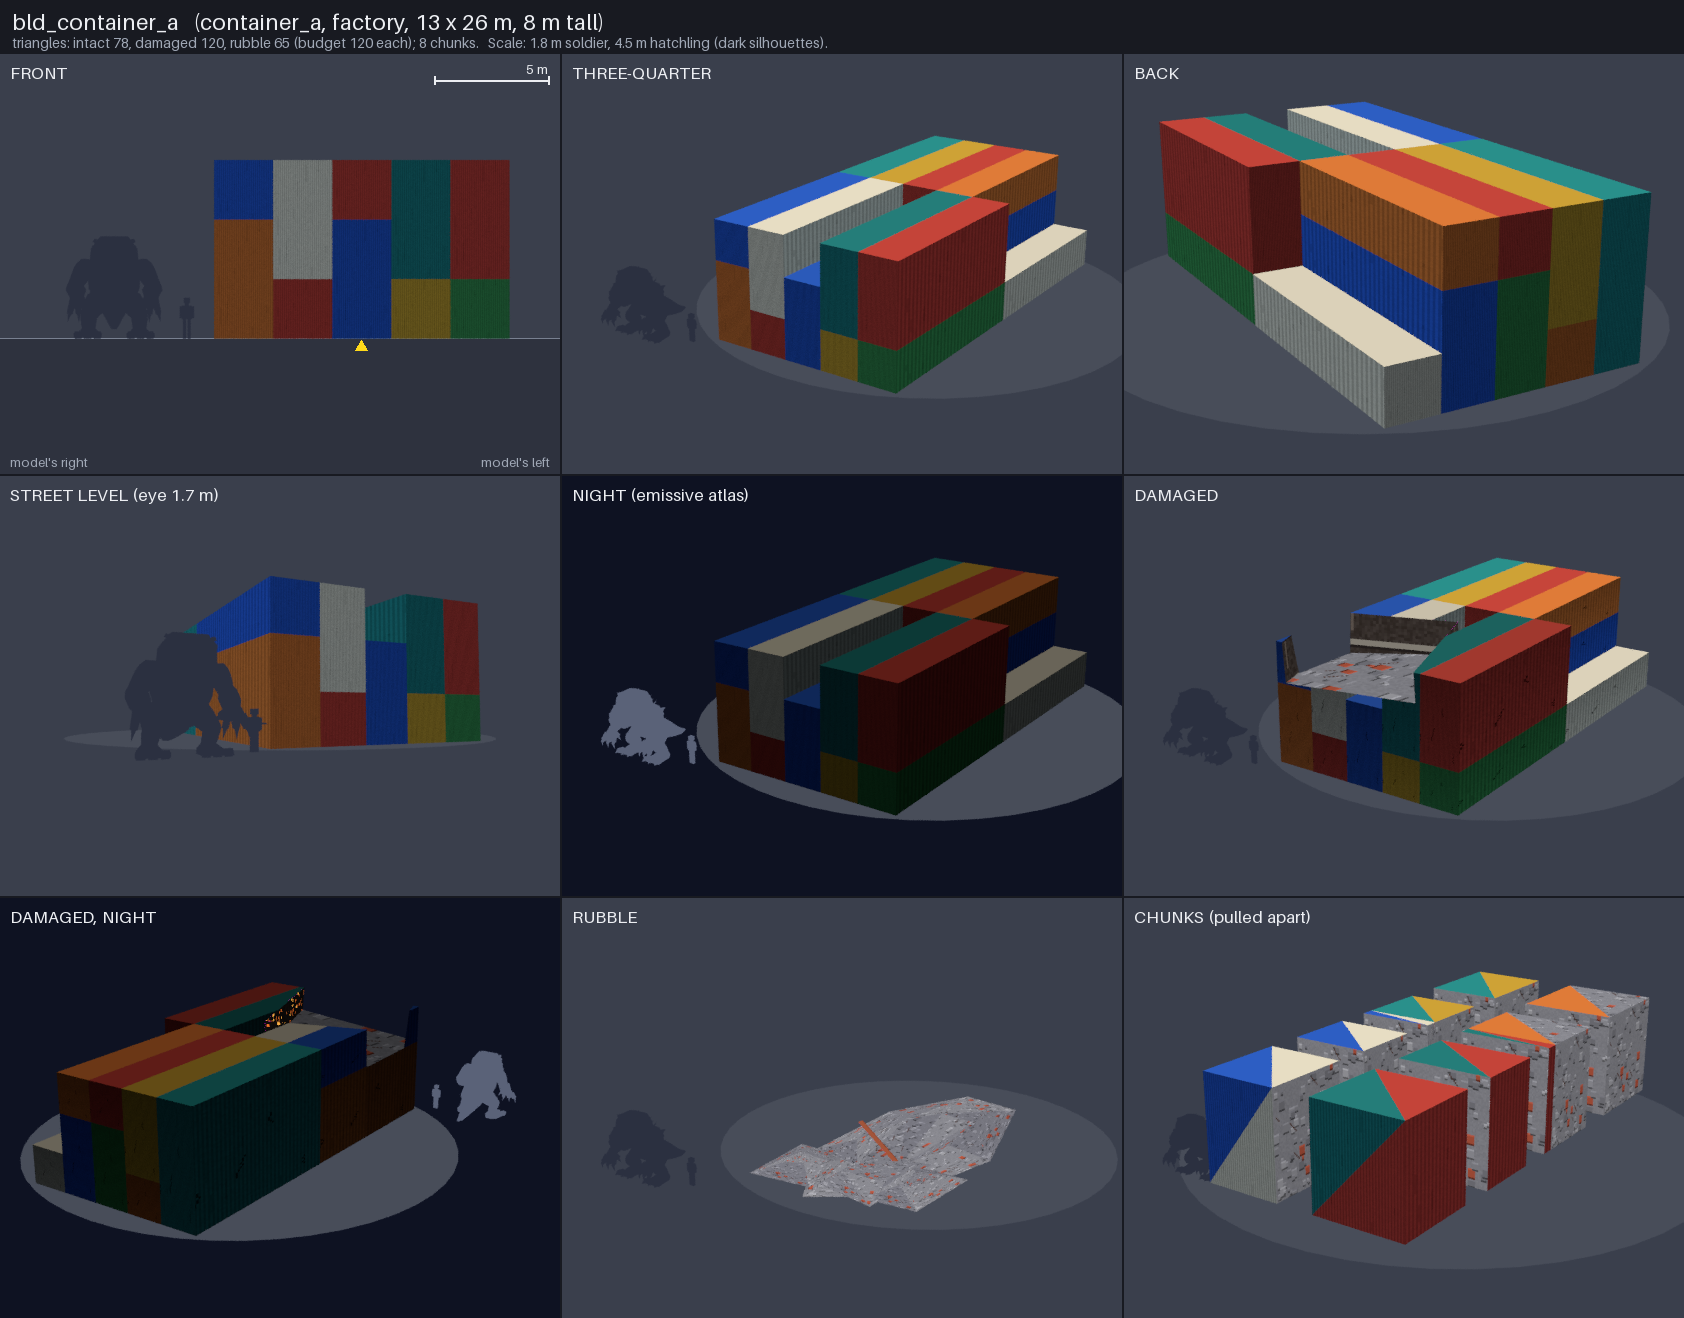 bld_container_a (container_a, factory, 13 x 26 m, 8 m tall)
triangles: intact 78, damaged 120, rubble 65 (budget 120 each); 8 chunks. Scale: 1.8 m soldier, 4.5 m hatchling (dark silhouettes).
FRONT
5 m
THREE-QUARTER
BACK
model's right
model's left
STREET LEVEL (eye 1.7 m)
NIGHT (emissive atlas)
DAMAGED
DAMAGED, NIGHT
RUBBLE
CHUNKS (pulled apart)